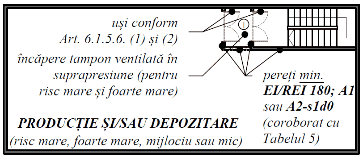 uși conform
Art. 6.1.5.6. (1) și (2)
încăpere tampon ventilată în
suprapresiune (pentru
risc mare și foarte mare)
pereți min.
EI/REI 180; A1
sau A2-s1d0
(coroborat cu
Tabelul 5)
PRODUCȚIE ȘI/SAU DEPOZITARE
(risc mare, foarte mare, mijlociu sau mic)